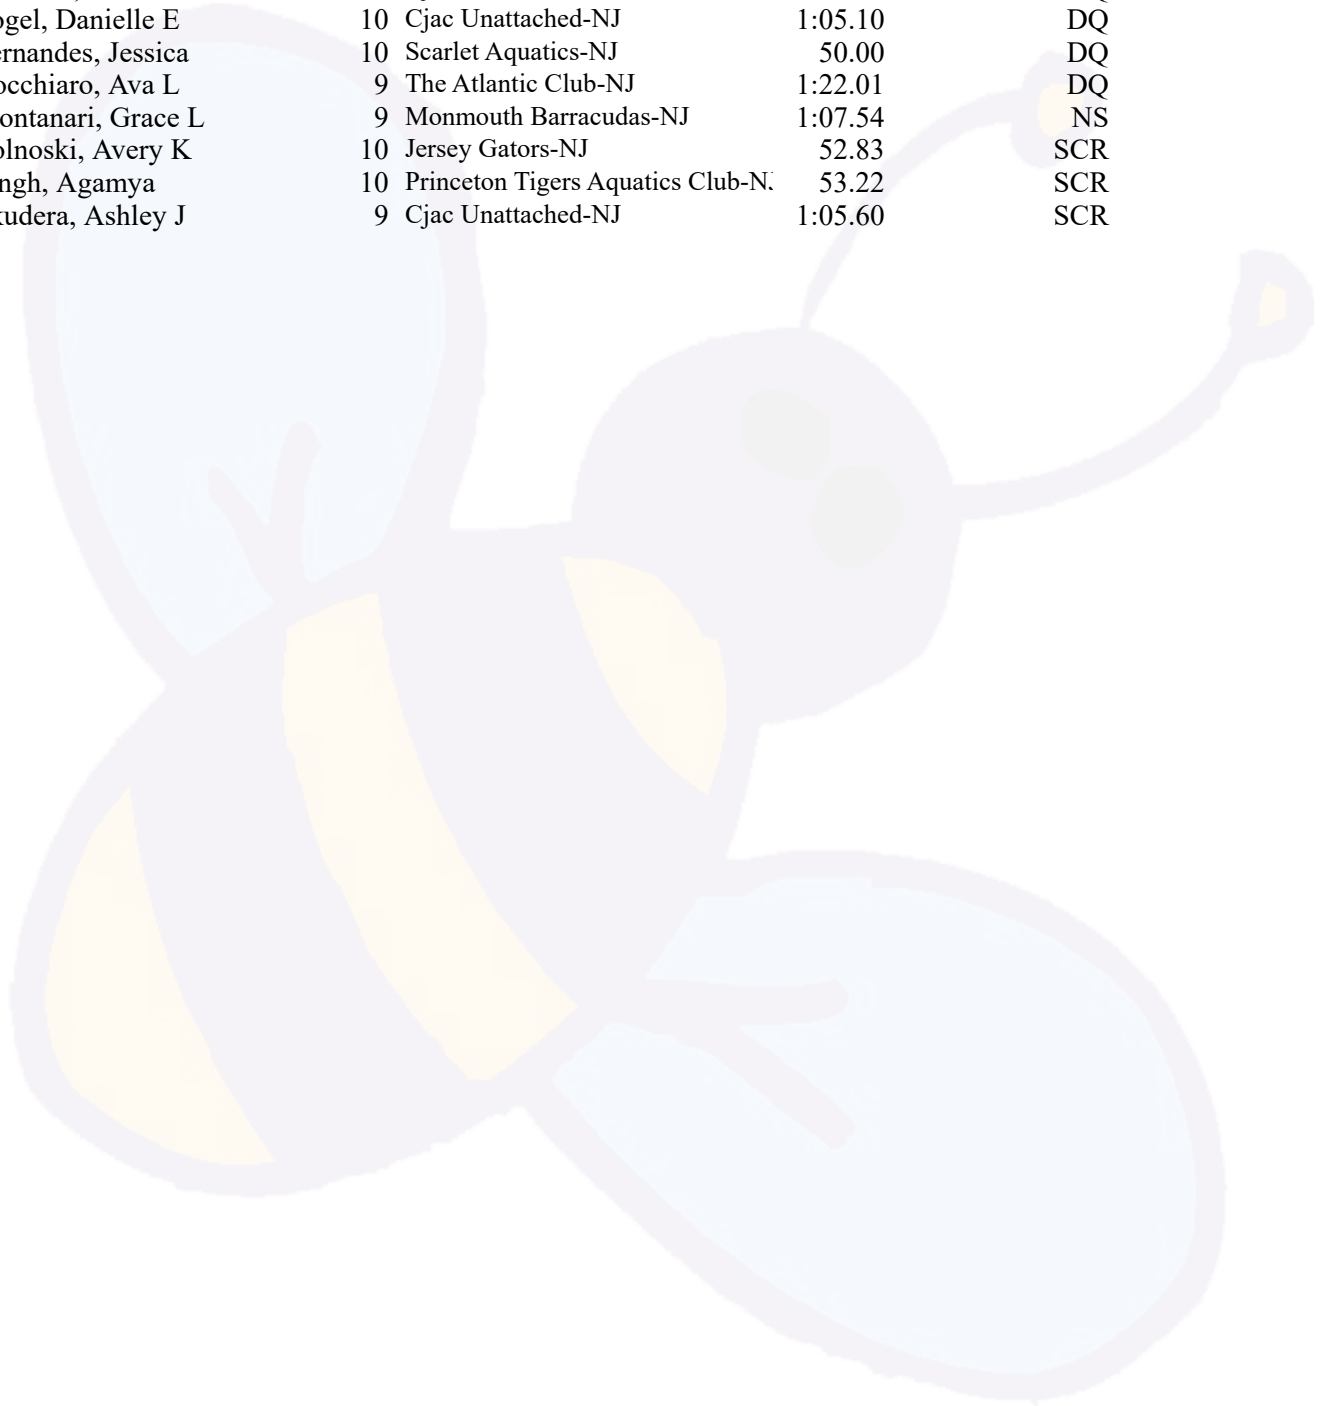 ogel, Danielle E 10 Cjac Unattached-NJ 1:05.10 DQ
ernandes, Jessica 10 Scarlet Aquatics-NJ 50.00 DQ
occhiaro, Ava L 9 The Atlantic Club-NJ 1:22.01 DQ
ontanari, Grace L 9 Monmouth Barracudas-NJ 1:07.54 NS
olnoski, Avery K 10 Jersey Gators-NJ 52.83 SCR
ngh, Agamya 10 Princeton Tigers Aquatics Club-NJ 53.22 SCR
kudera, Ashley J 9 Cjac Unattached-NJ 1:05.60 SCR